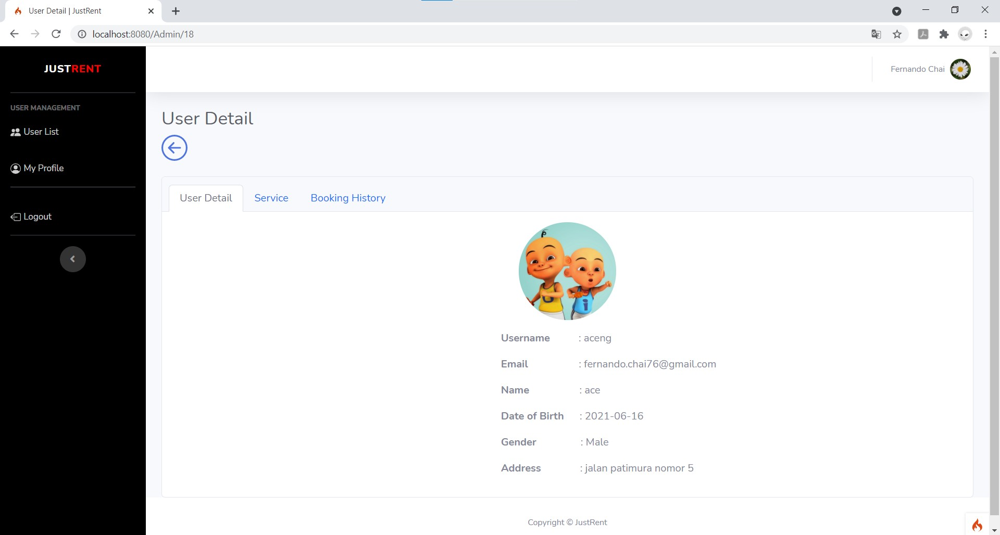 User Detail | JustRent
localhost:8080/Admin/18
JUSTRENT
Fernando Chai
USER MANAGEMENT
User List
My Profile
Logout
User Detail
User Detail Service Booking History
Username : aceng
Email : fernando.chai76@gmail.com
Name : ace
Date of Birth : 2021-06-16
Gender : Male
Address : jalan patimura nomor 5
Copyright © JustRent